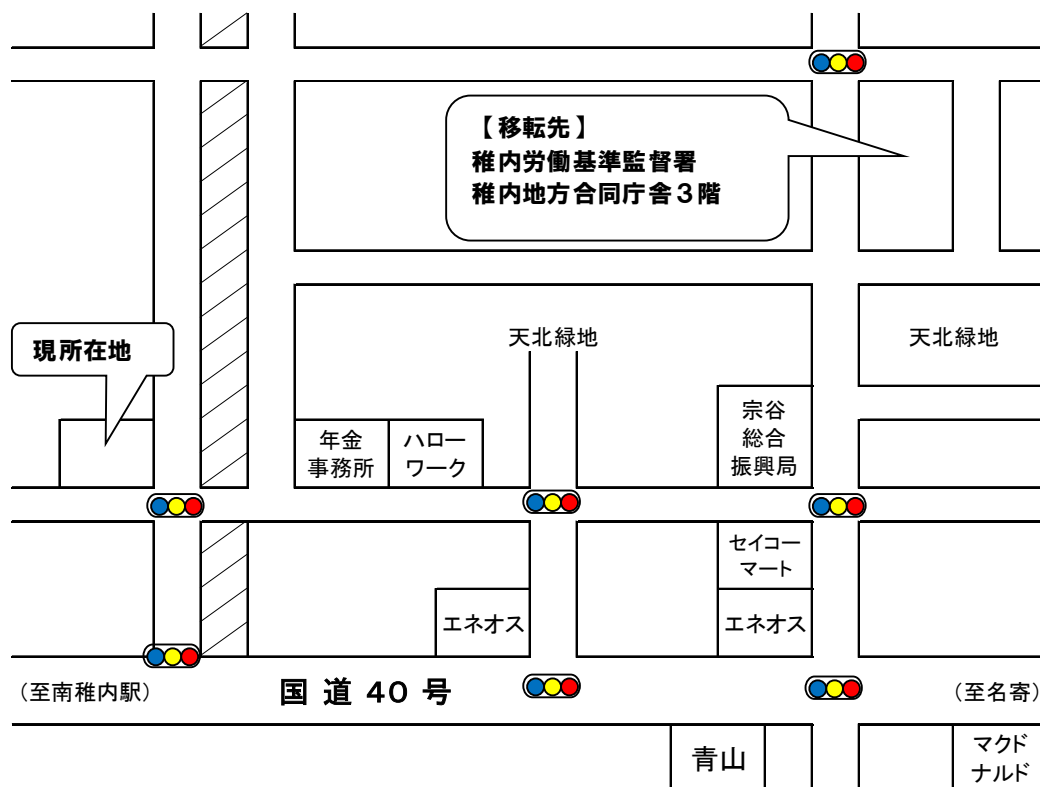 【移転先】
稚内労働基準監督署
稚内地方合同庁舎３階
現所在地
天北緑地
天北緑地
年金
事務所
ハロー
ワーク
宗谷
総合
振興局
セイコー
マート
エネオス
エネオス
（至南稚内駅）
国道４０号
（至名寄）
青山
マクド
ナルド